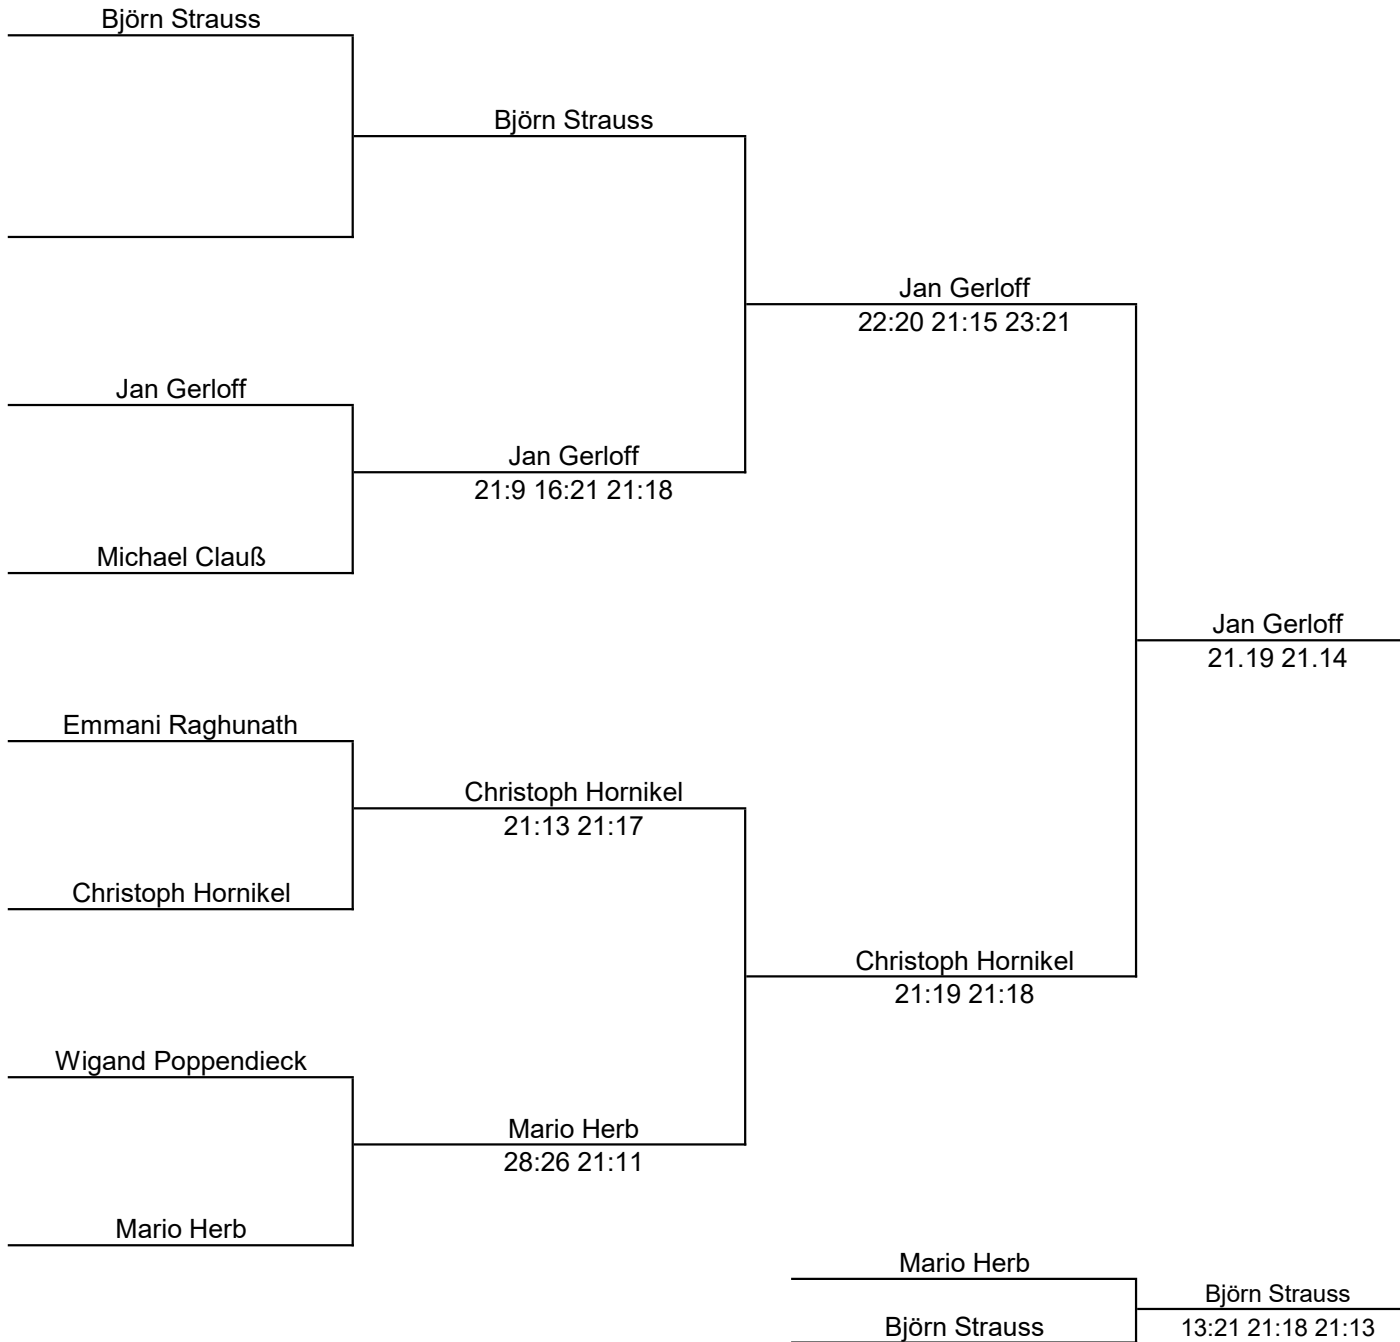 Björn Strauss
Björn Strauss
Jan Gerloff
22:20 21:15 23:21
Jan Gerloff
Jan Gerloff
21:9 16:21 21:18
Michael Clauß
Jan Gerloff
21.19 21.14
Emmani Raghunath
Christoph Hornikel
21:13 21:17
Christoph Hornikel
Christoph Hornikel
21:19 21:18
Wigand Poppendieck
Mario Herb
28:26 21:11
Mario Herb
Mario Herb
Björn Strauss
Björn Strauss
13:21 21:18 21:13